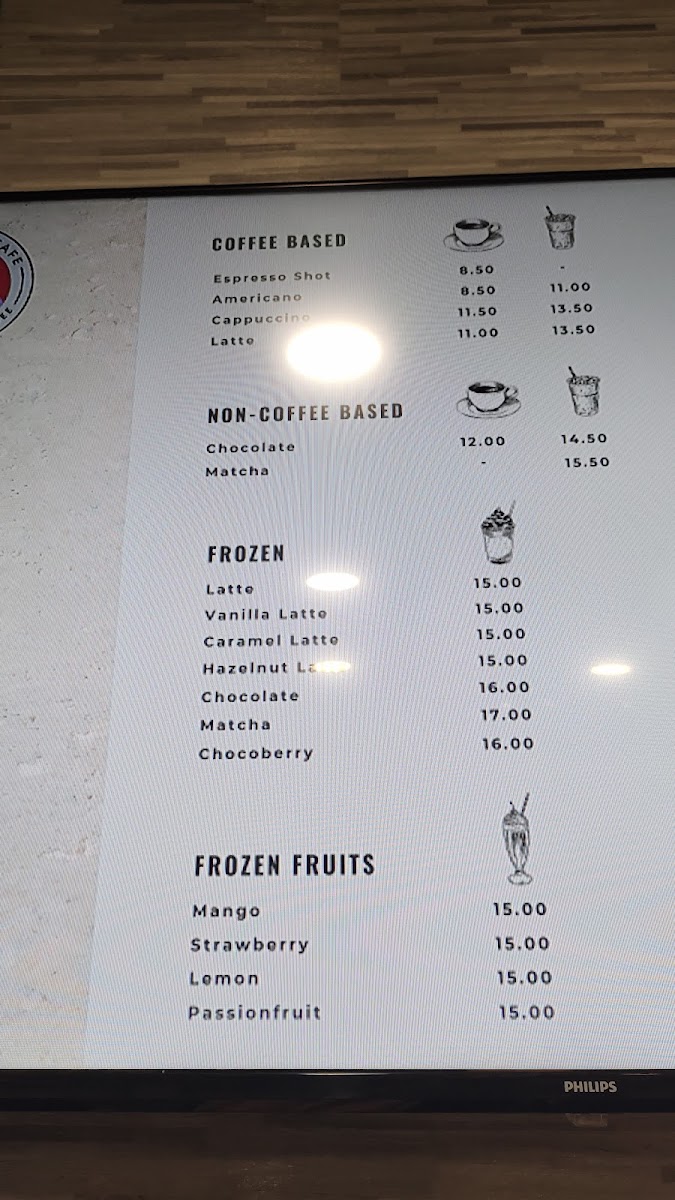 CAFE
COFFEE BASED
Espresso Shot 8.50 -
Americano 8.50 11.00
Cappuccino 11.50 13.50
Latte 11.00 13.50
NON-COFFEE BASED
Chocolate 12.00 14.50
Matcha - 15.50
FROZEN
Latte 15.00
Vanilla Latte 15.00
Caramel Latte 15.00
Hazelnut 15.00
Chocolate 16.00
Matcha 17.00
Chocoberry 16.00
FROZEN FRUITS
Mango 15.00
Strawberry 15.00
Lemon 15.00
Passionfruit 15.00
PHILIPS